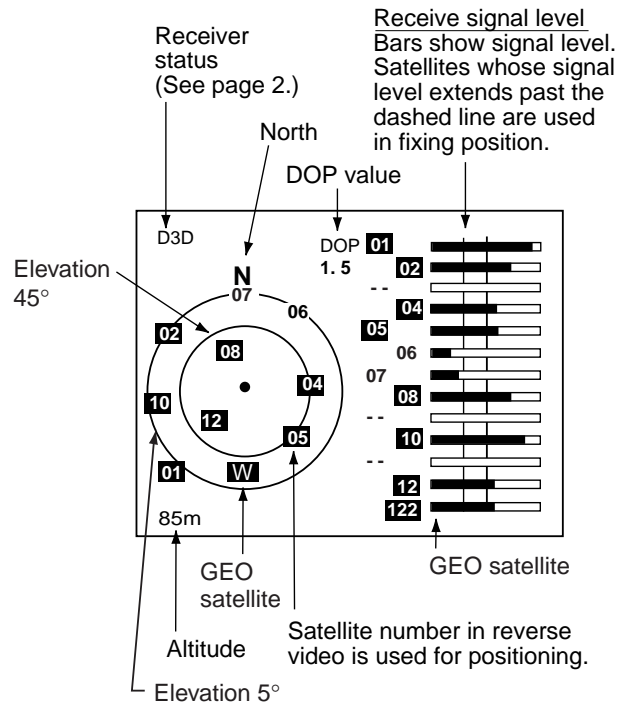 Receiver
status
(See page 2.)
North
DOP value
Receive signal level
Bars show signal level.
Satellites whose signal
level extends past the
dashed line are used
in fixing position.
D3D
DOP
1. 5
N
Elevation
45°
07
06
02
08
04
10
12
05
01
W
85m
01
02
- -
04
05
06
07
08
- -
10
- -
12
122
GEO
satellite
GEO satellite
Altitude
Satellite number in reverse
video is used for positioning.
Elevation 5°